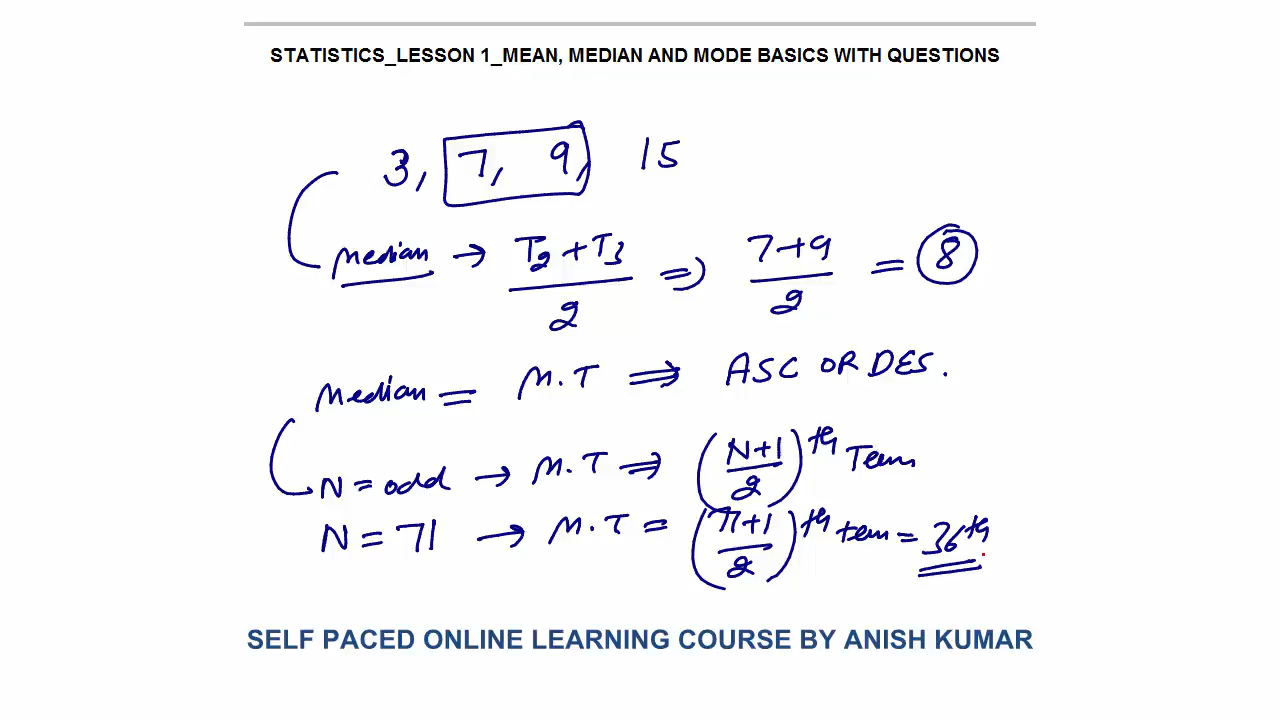 STATISTICS_LESSON 1_MEAN, MEDIAN AND MODE BASICS WITH QUESTIONS
3, 7, 9, 15
median → (T2 + T3)/2 ⇒ (7+9)/2 = 8
Median = M.T ⇒ ASC OR DES.
N = odd → M.T ⇒ ((N+1)/2)th Term
N = 71 → M.T = ((71+1)/2)th term = 36th
SELF PACED ONLINE LEARNING COURSE BY ANISH KUMAR